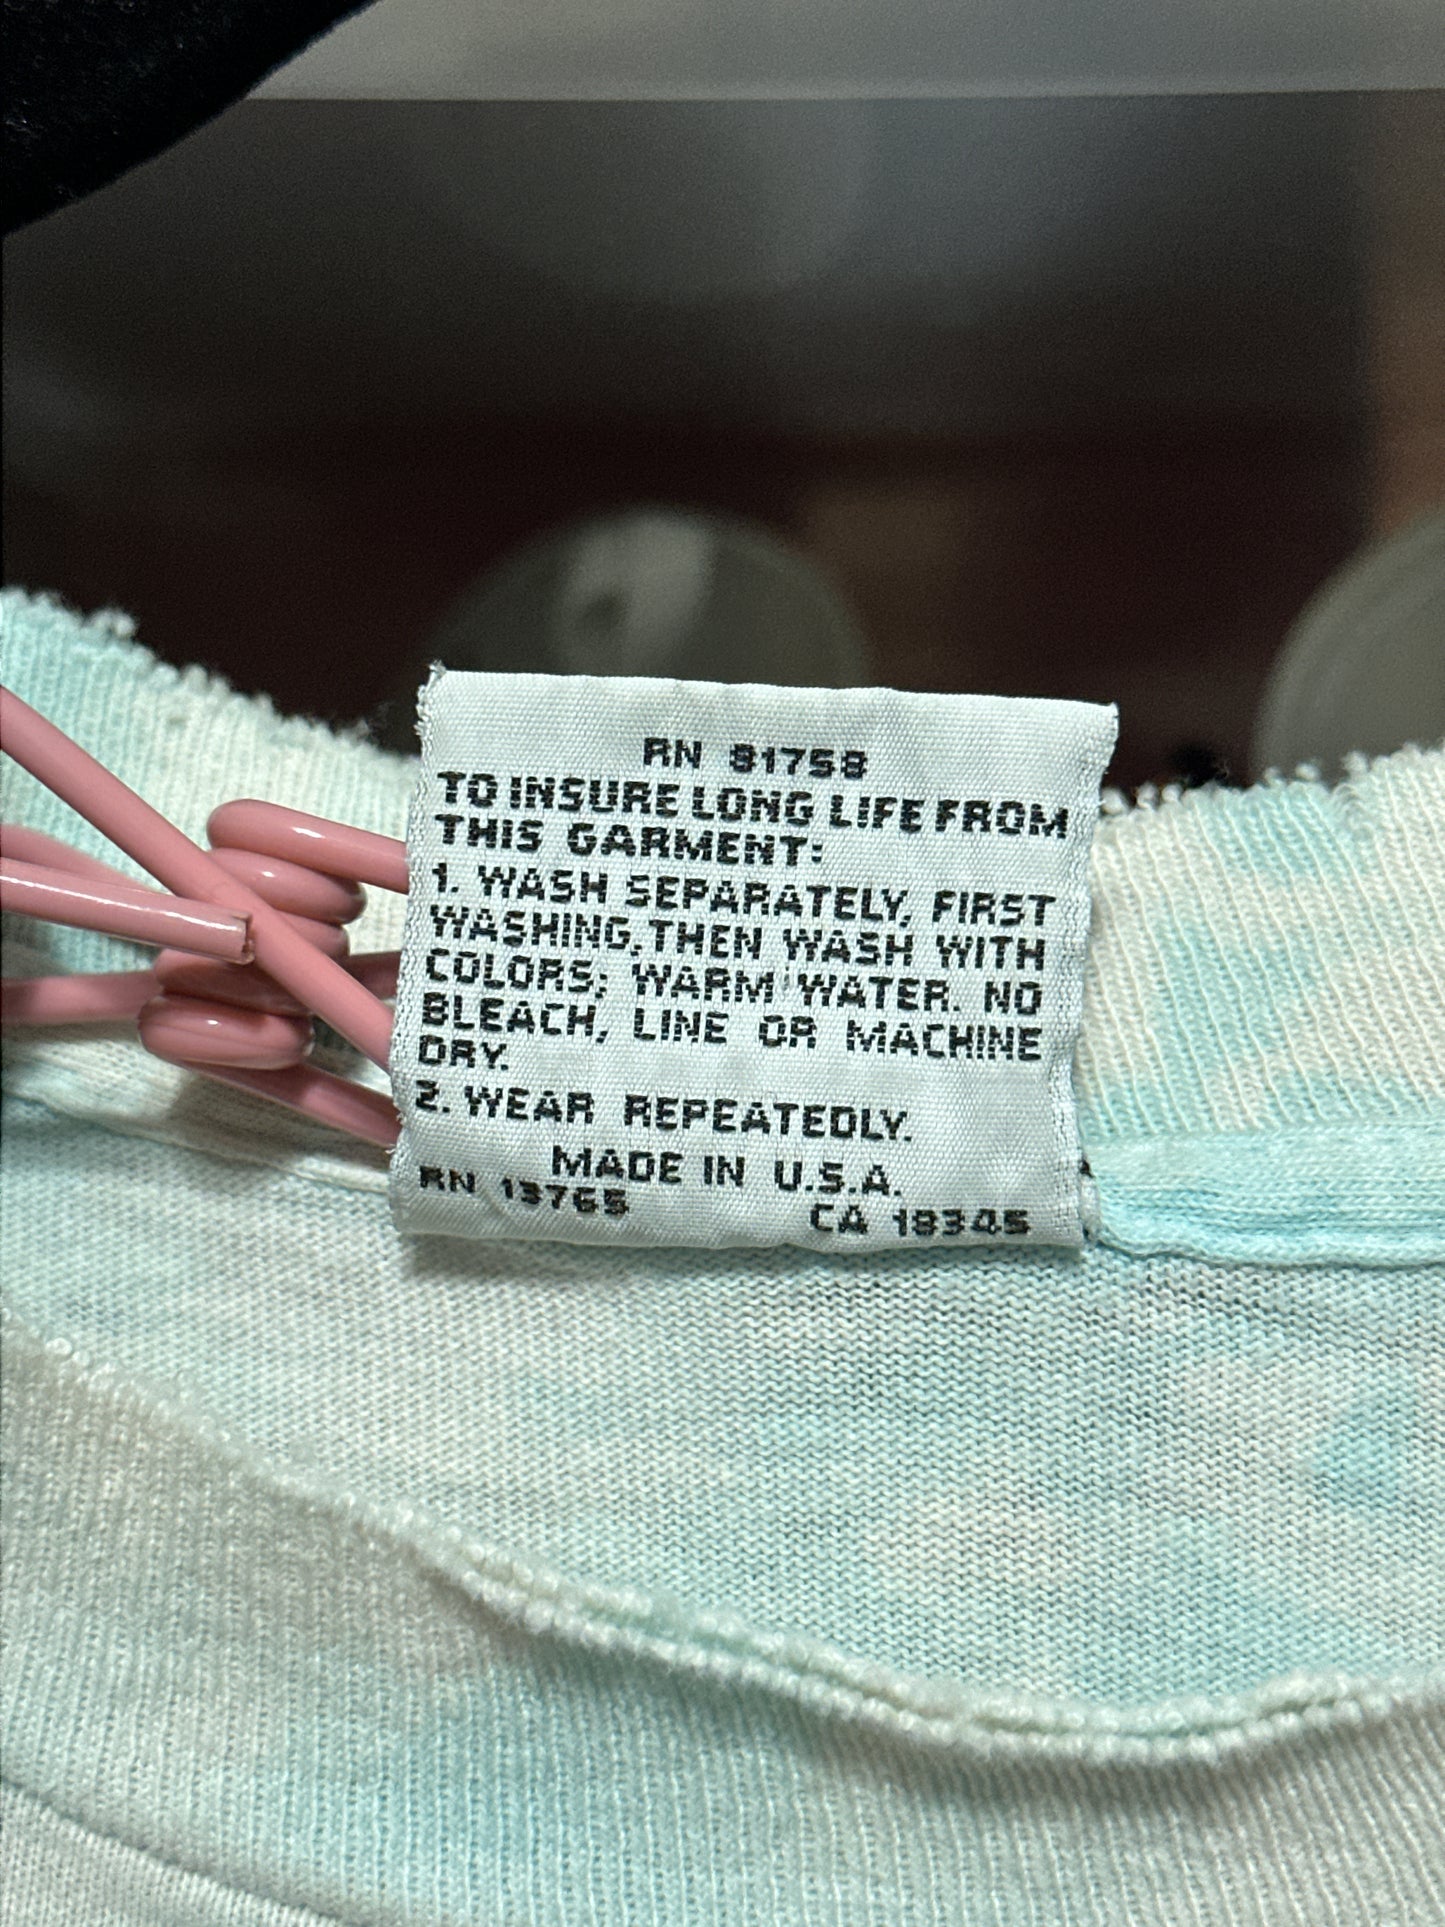 RN 81758
TO INSURE LONG LIFE FROM
THIS GARMENT:
1. WASH SEPARATELY, FIRST
WASHING, THEN WASH WITH
COLORS; WARM WATER. NO
BLEACH, LINE OR MACHINE
DRY.
2. WEAR REPEATEDLY.
MADE IN U.S.A.
RN 13765
CA 18345